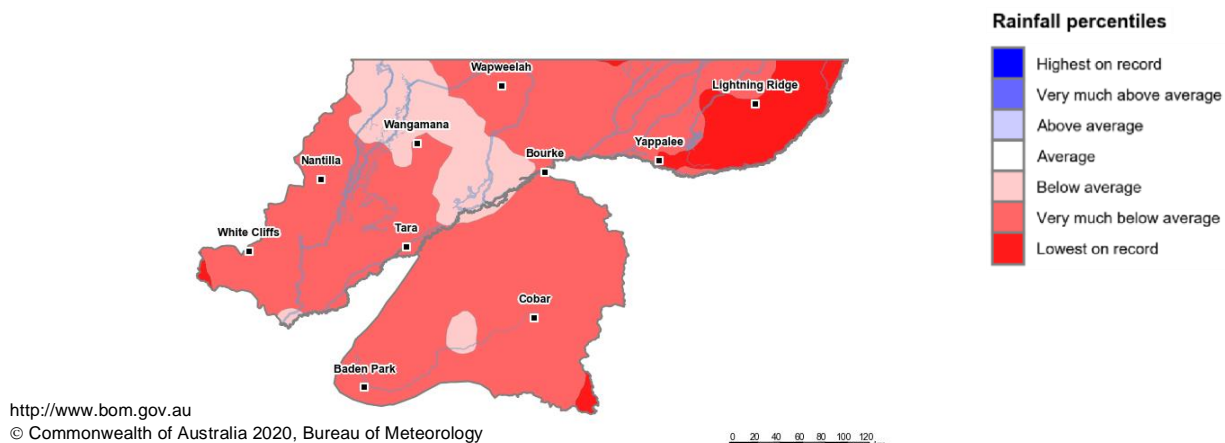 Rainfall percentiles
Highest on record
Very much above average
Above average
Average
Below average
Very much below average
Lowest on record
Wapweelah
Lightning Ridge
Wangamana
Yappalee
Bourke
Nantilla
White Cliffs
Tara
Cobar
Baden Park
http://www.bom.gov.au
© Commonwealth of Australia 2020, Bureau of Meteorology
0 20 40 60 80 100 120